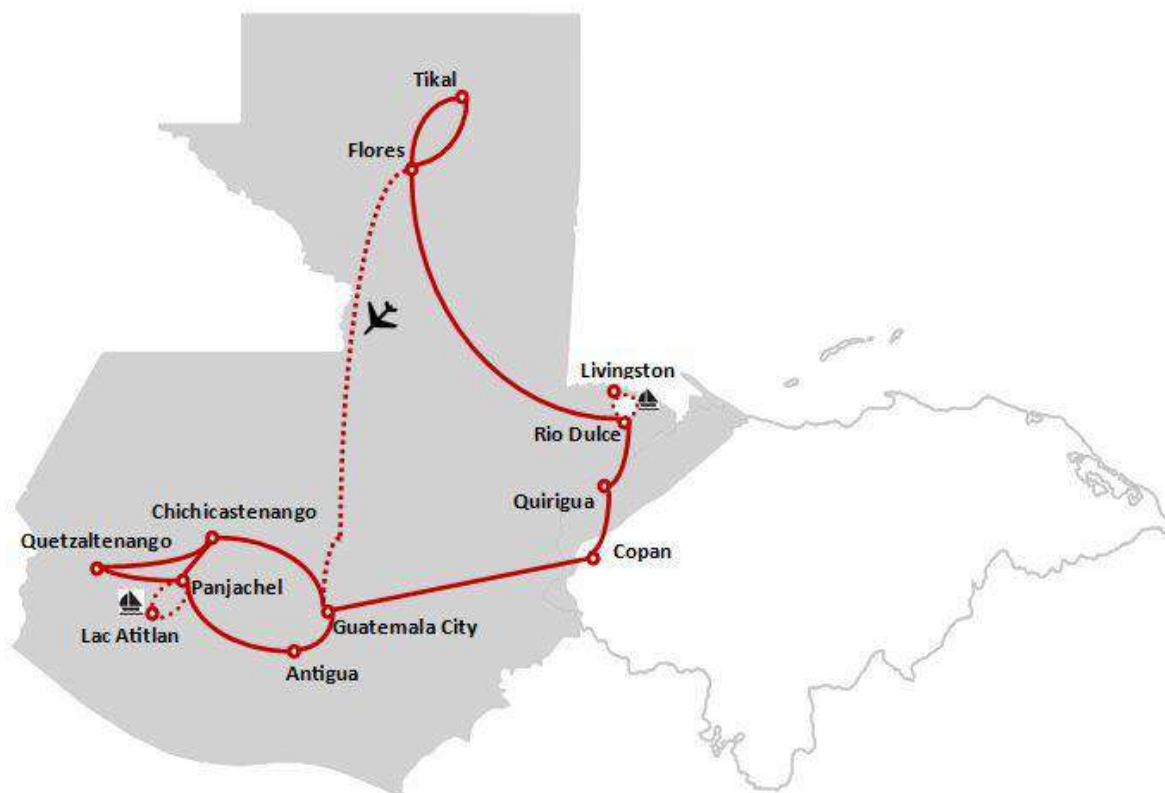 Tikal
Flores
Livingston
Rio Dulce
Quirigua
Chichicastenango
Quetzaltenango
Copan
Panjachel
Guatemala City
Lac Atitlan
Antigua